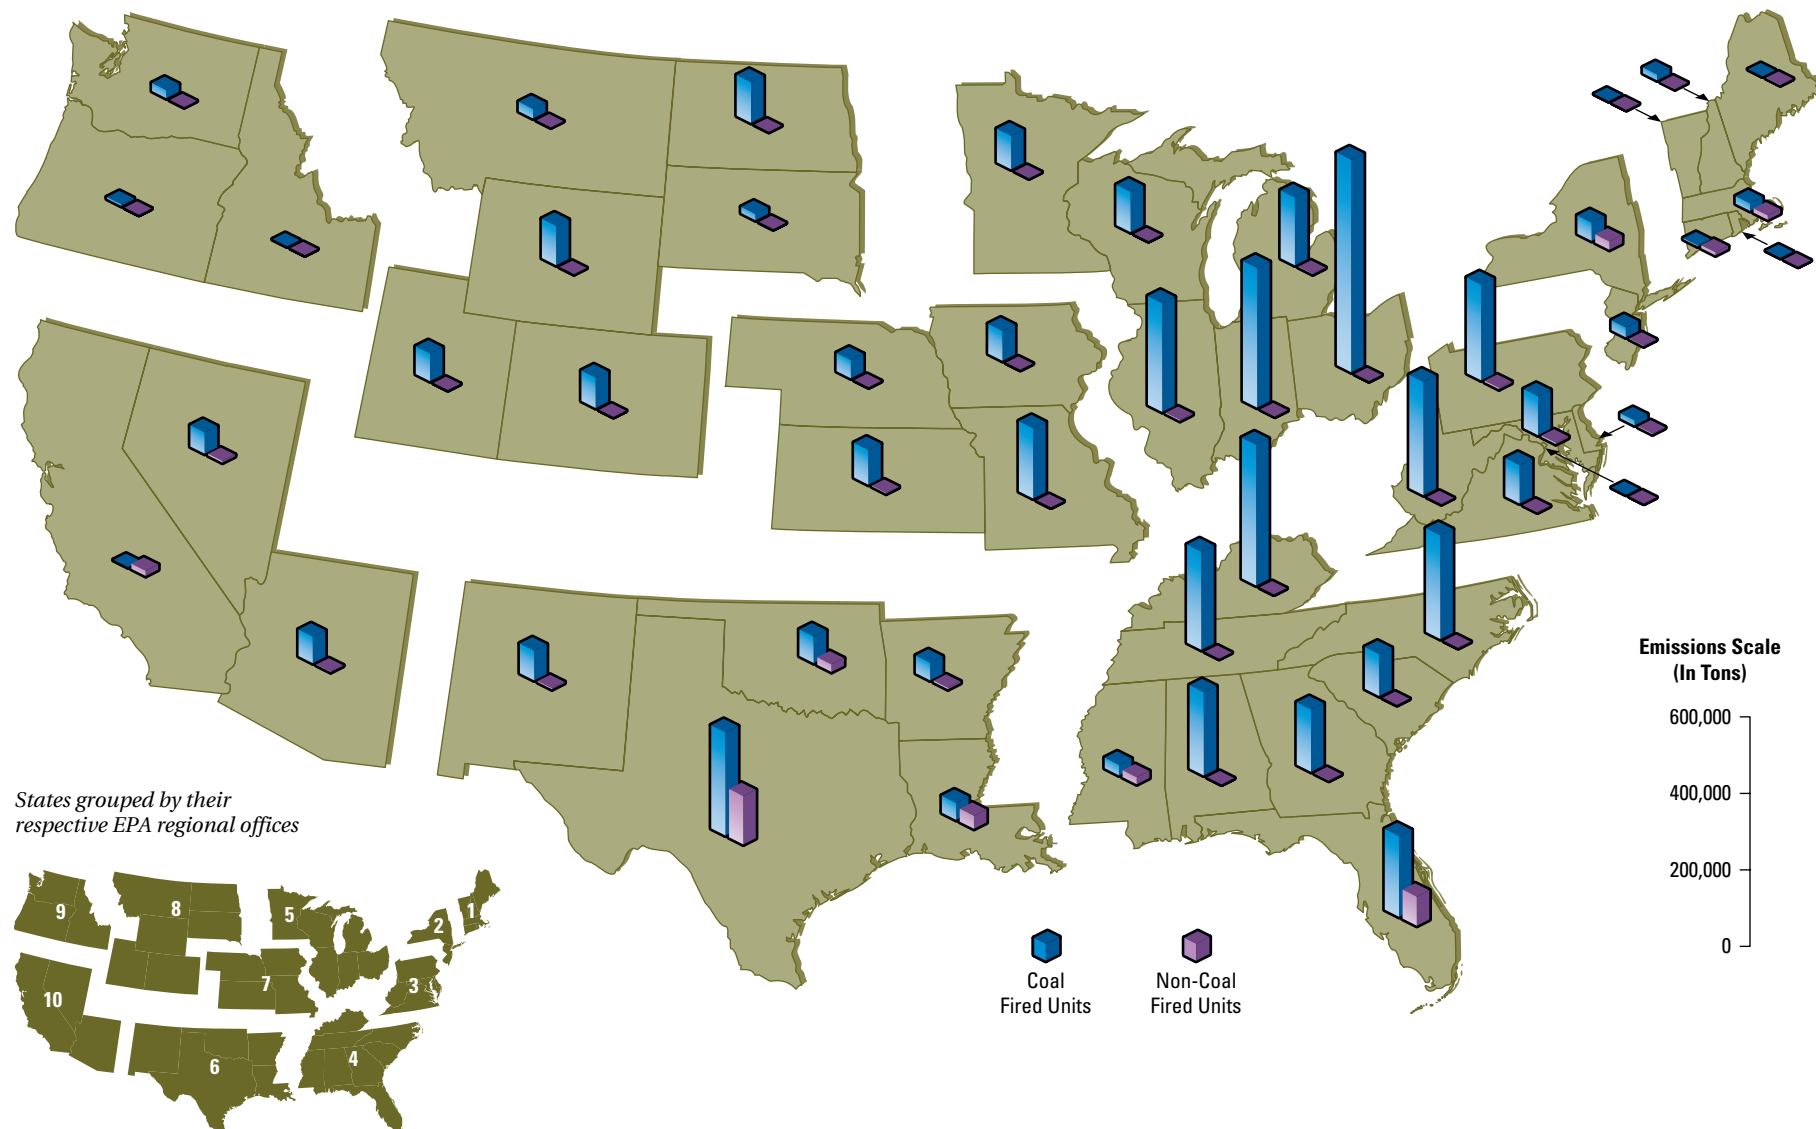 Emissions Scale
(In Tons)
600,000
400,000
200,000
0
States grouped by their
respective EPA regional offices
9
8
5
2
1
10
7
3
6
4
Coal
Fired Units
Non-Coal
Fired Units